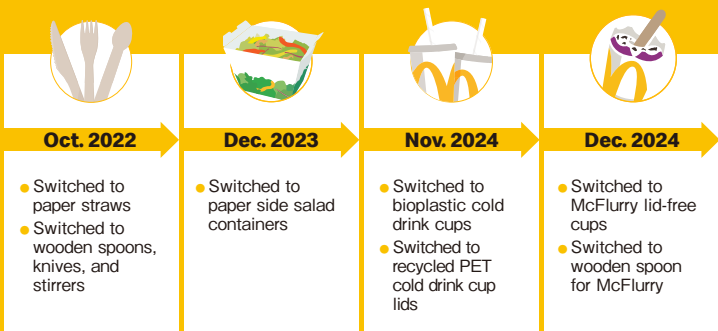 Oct. 2022
Switched to
paper straws
Switched to
wooden spoons,
knives, and
stirrers
Dec. 2023
Switched to
paper side salad
containers
Nov. 2024
Switched to
bioplastic cold
drink cups
Switched to
recycled PET
cold drink cup
lids
Dec. 2024
Switched to
McFlurry lid-free
cups
Switched to
wooden spoon
for McFlurry